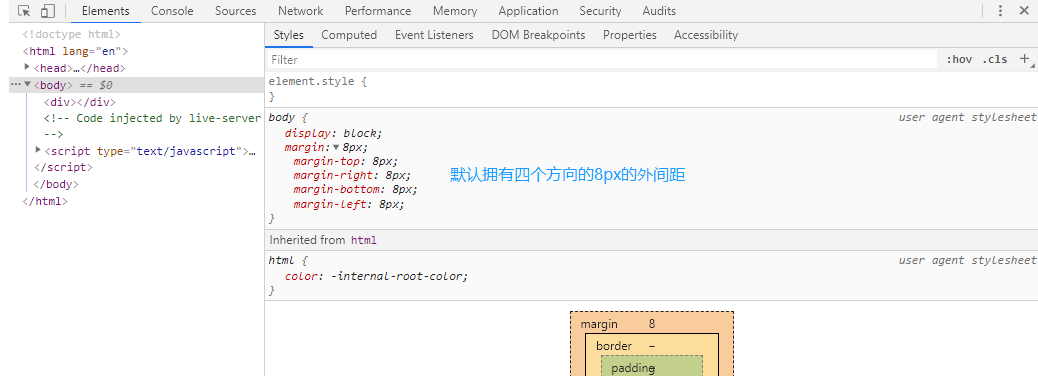 Elements Console Sources Network Performance Memory Application Security Audits
<!doctype html>
<html lang="en">
<head>…</head>
<body> == $0
<div></div>
<!-- Code injected by live-server
-->
<script type="text/javascript">…
</script>
</body>
</html>
Styles Computed Event Listeners DOM Breakpoints Properties Accessibility
Filter :hov .cls +
element.style {
}
body { user agent stylesheet
display: block;
margin: 8px;
margin-top: 8px;
margin-right: 8px;
默认拥有四个方向的8px的外间距
margin-bottom: 8px;
margin-left: 8px;
}
Inherited from html
html { user agent stylesheet
color: -internal-root-color;
}
margin 8
border –
padding –